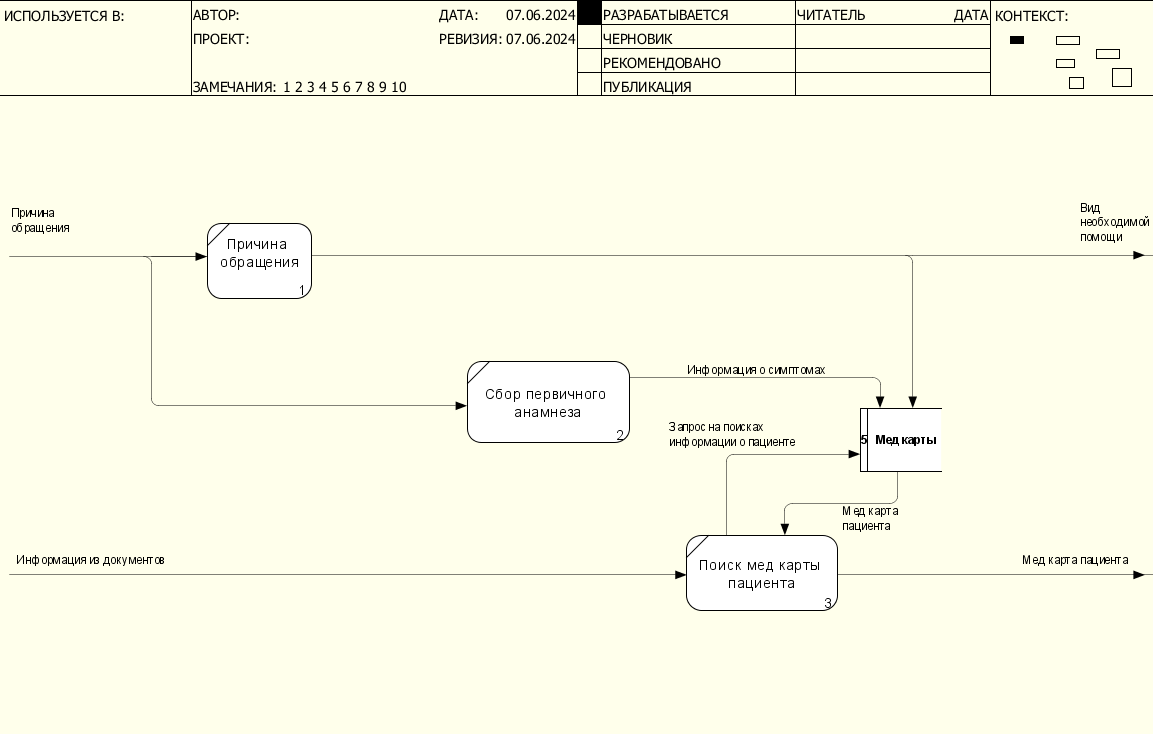 ИСПОЛЬЗУЕТСЯ В:
АВТОР:
ДАТА: 07.06.2024
ПРОЕКТ:
РЕВИЗИЯ: 07.06.2024
ЗАМЕЧАНИЯ: 1 2 3 4 5 6 7 8 9 10
РАЗРАБАТЫВАЕТСЯ
ЧЕРНОВИК
РЕКОМЕНДОВАНО
ПУБЛИКАЦИЯ
ЧИТАТЕЛЬ ДАТА
КОНТЕКСТ:
Причина
обращения
Причина
обращения
1
Вид
необходимой
помощи
Сбор первичного
анамнеза
2
Информация о симптомах
Запрос на поисках
информации о пациенте
5 Мед карты
Мед карта
пациента
Информация из документов
Поиск мед карты
пациента
3
Мед карта пациента